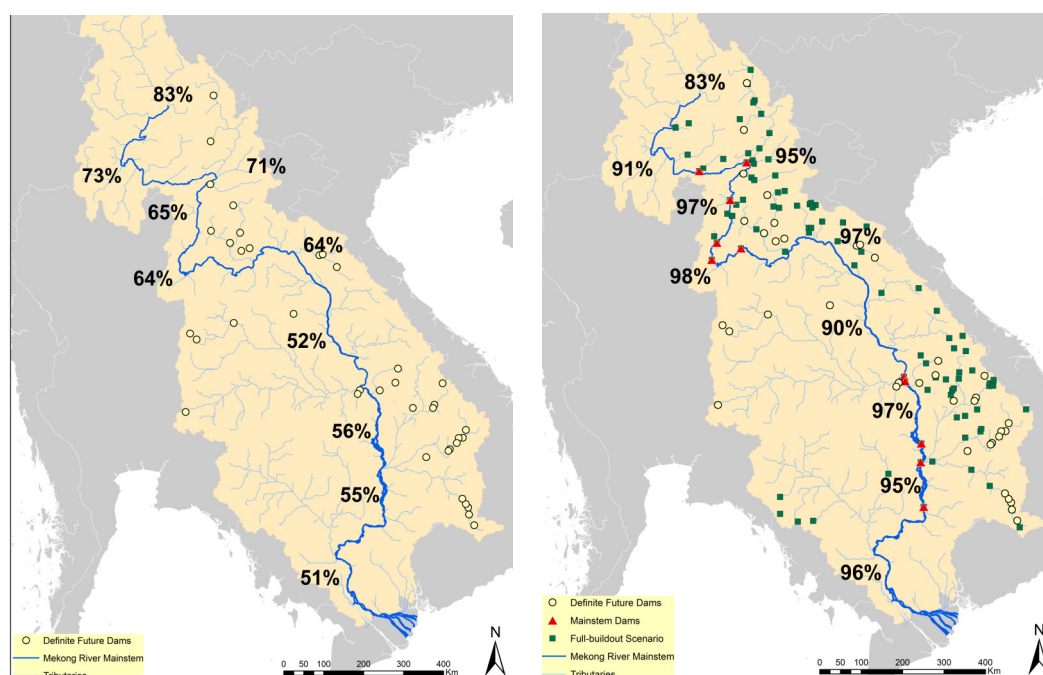 83%
71%
73%
65%
64%
64%
52%
56%
55%
51%
Definite Future Dams
Mekong River Mainstem
Tributaries
N
0 100 200 300 400
Km
83%
95%
91%
97%
97%
98%
90%
97%
95%
96%
Definite Future Dams
Mainstem Dams
Full-buildout Scenario
Mekong River Mainstem
Tributaries
N
0 100 200 300 400
Km